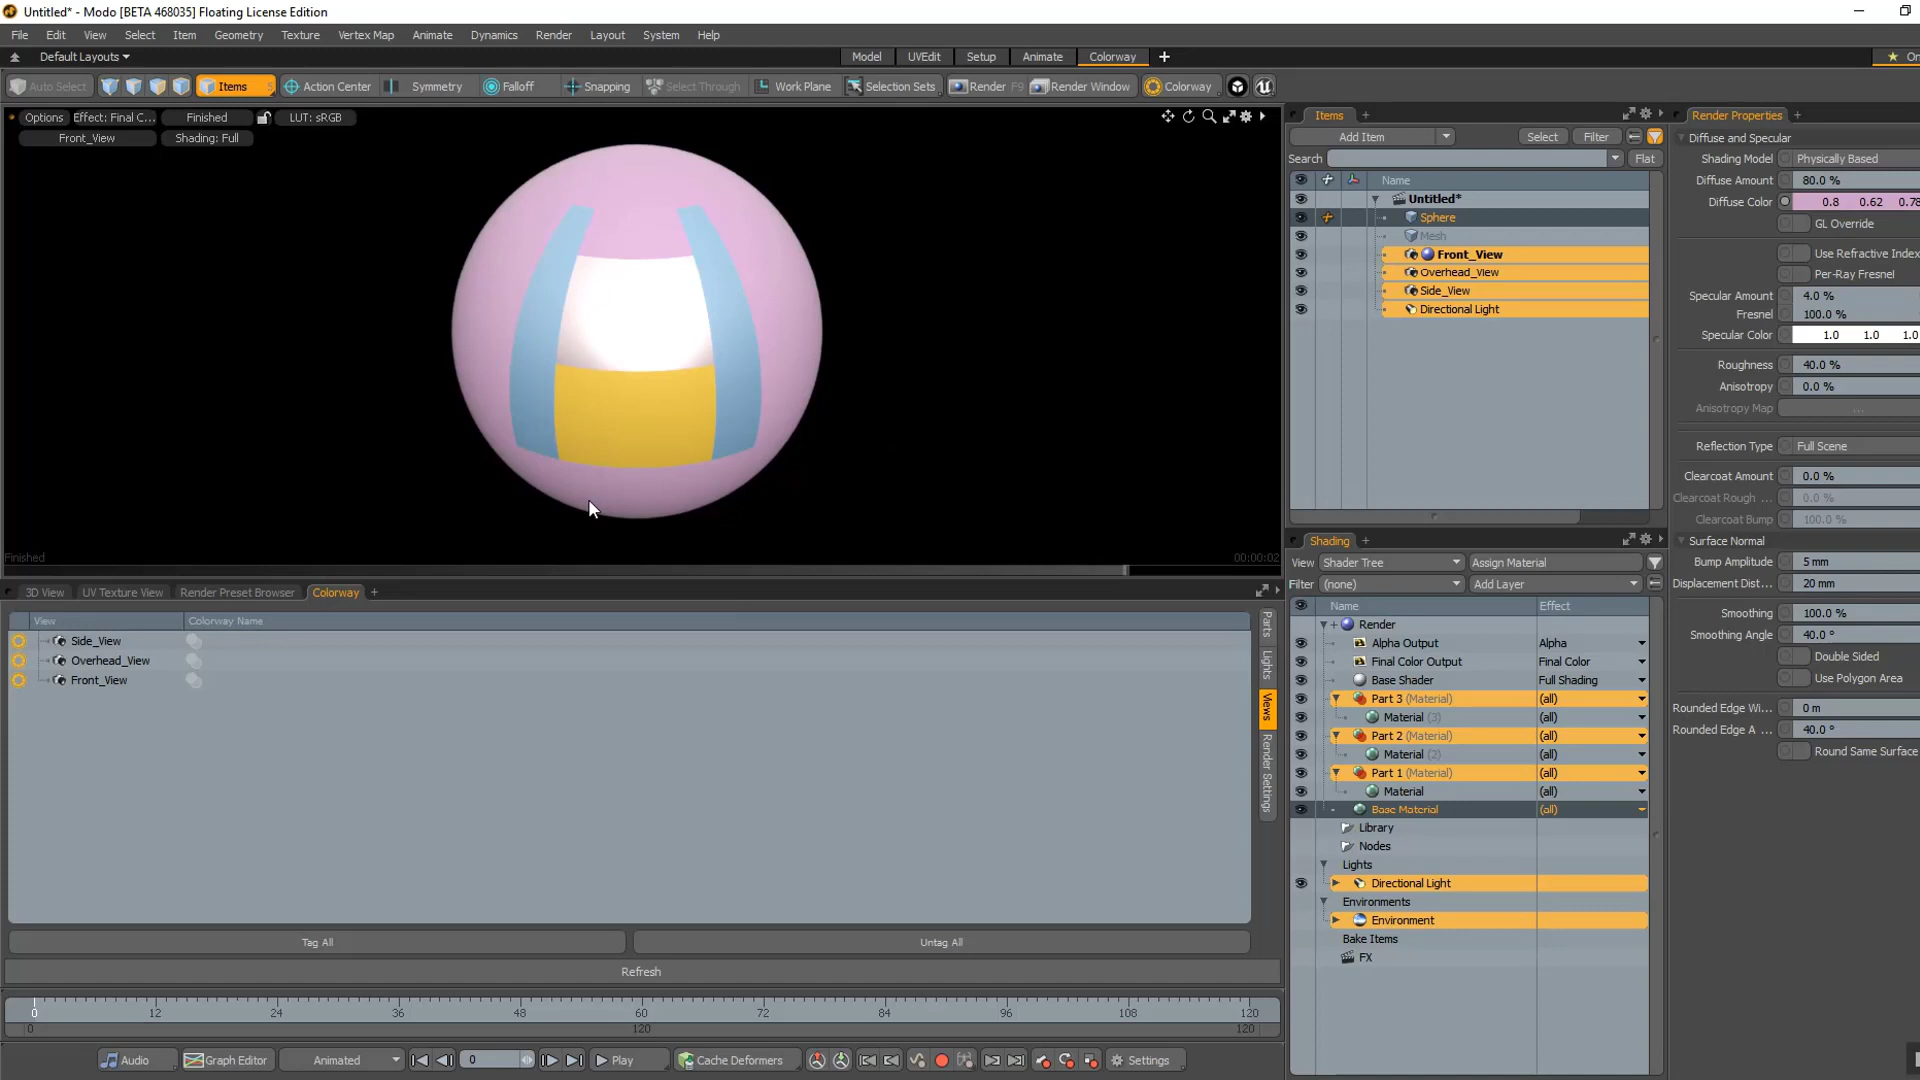 Untitled* - Modo [BETA 468035] Floating License Edition
File Edit View Select Item Geometry Texture Vertex Map Animate Dynamics Render Layout System Help
Default Layouts Model UVEdit Setup Animate Colorway
Auto Select Items Action Center Symmetry Falloff Snapping Select Through Work Plane Selection Sets Render F9 Render Window Colorway
Options Effect: Final C... Finished LUT: sRGB
Front_View Shading: Full
Finished 00:00:02
Items
Add Item Select Filter
Search Flat
Name
Untitled*
Sphere
Mesh
Front_View
Overhead_View
Side_View
Directional Light
Shading
View Shader Tree Assign Material
Filter (none) Add Layer
Name Effect
Render
Alpha Output Alpha
Final Color Output Final Color
Base Shader Full Shading
Part 3 (Material) (all)
Material (3) (all)
Part 2 (Material) (all)
Material (2) (all)
Part 1 (Material) (all)
Material (all)
Base Material (all)
Library
Nodes
Lights
Directional Light
Environments
Environment
Bake Items
FX
Render Properties
Diffuse and Specular
Shading Model Physically Based
Diffuse Amount 80.0 %
Diffuse Color 0.8 0.62 0.78
GL Override
Use Refractive Index
Per-Ray Fresnel
Specular Amount 4.0 %
Fresnel 100.0 %
Specular Color 1.0 1.0 1.0
Roughness 40.0 %
Anisotropy 0.0 %
Anisotropy Map ...
Reflection Type Full Scene
Clearcoat Amount 0.0 %
Clearcoat Rough ... 0.0 %
Clearcoat Bump 100.0 %
Surface Normal
Bump Amplitude 5 mm
Displacement Dist... 20 mm
Smoothing 100.0 %
Smoothing Angle 40.0 °
Double Sided
Use Polygon Area
Rounded Edge Wi... 0 m
Rounded Edge A ... 40.0 °
Round Same Surface
3D View UV Texture View Render Preset Browser Colorway
View Colorway Name
Side_View
Overhead_View
Front_View
Parts
Lights
Views
Render Settings
Tag All Untag All
Refresh
0 12 24 36 48 60 72 84 96 108 120
0 120 120
Audio Graph Editor Animated 0 Play Cache Deformers Settings